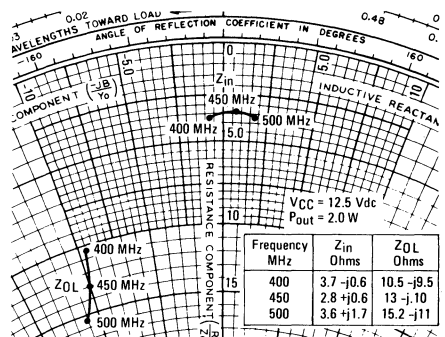 0.02
0.48
AVELENGTHS TOWARD LOAD
ANGLE OF REFLECTION COEFFICIENT IN DEGREES
-160
160
-5.0
0
5.0
-10
10
OMPONENT (-JB/Yo)
INDUCTIVE REACTAN
Zin
450 MHz
400 MHz
500 MHz
5.0
RESISTANCE COMPONENT
10
15
VCC = 12.5 Vdc
Pout = 2.0 W
400 MHz
ZOL
450 MHz
500 MHz
Frequency MHz Zin Ohms ZOL Ohms
400 3.7 -j0.6 10.5 -j9.5
450 2.8 +j0.6 13 -j.10
500 3.6 +j1.7 15.2 -j11